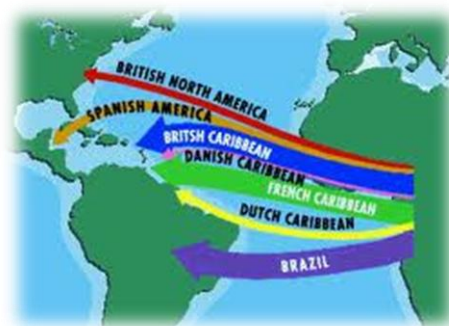 BRITISH NORTH AMERICA
SPANISH AMERICA
BRITSH CARIBBEAN
DANISH CARIBBEAN
FRENCH CARIBBEAN
DUTCH CARIBBEAN
BRAZIL